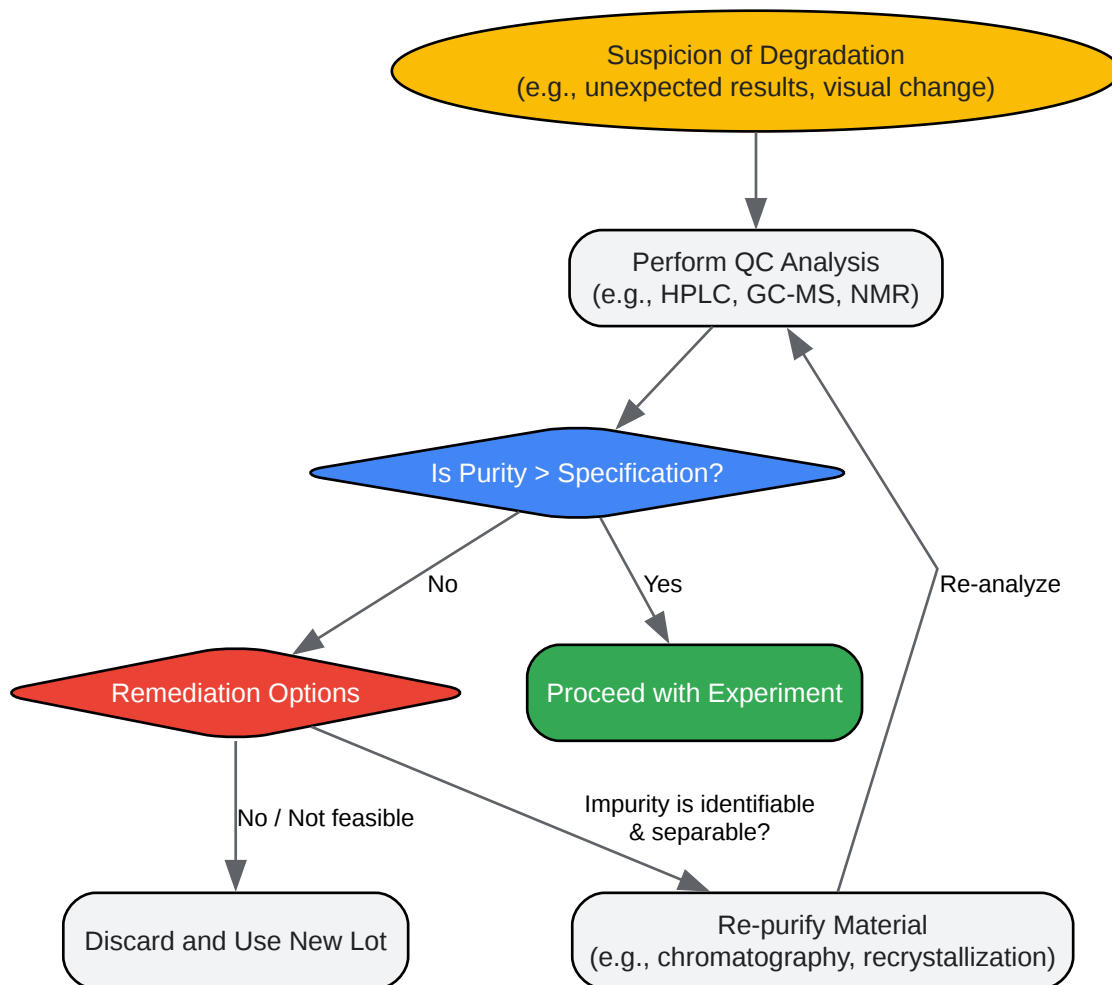 Suspicion of Degradation
(e.g., unexpected results, visual change)
Perform QC Analysis
(e.g., HPLC, GC-MS, NMR)
Is Purity > Specification?
No
Yes
Re-analyze
Remediation Options
Proceed with Experiment
No / Not feasible
Impurity is identifiable
& separable?
Discard and Use New Lot
Re-purify Material
(e.g., chromatography, recrystallization)